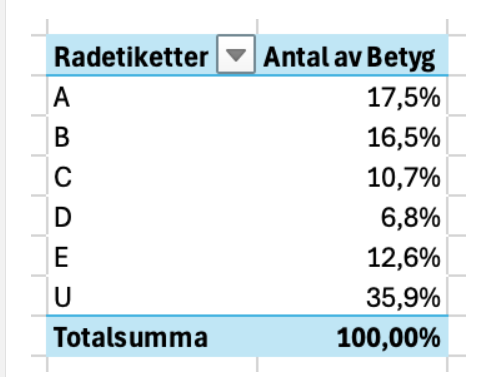 Radetiketter Antal av Betyg
A 17,5%
B 16,5%
C 10,7%
D 6,8%
E 12,6%
U 35,9%
Totalsumma 100,00%